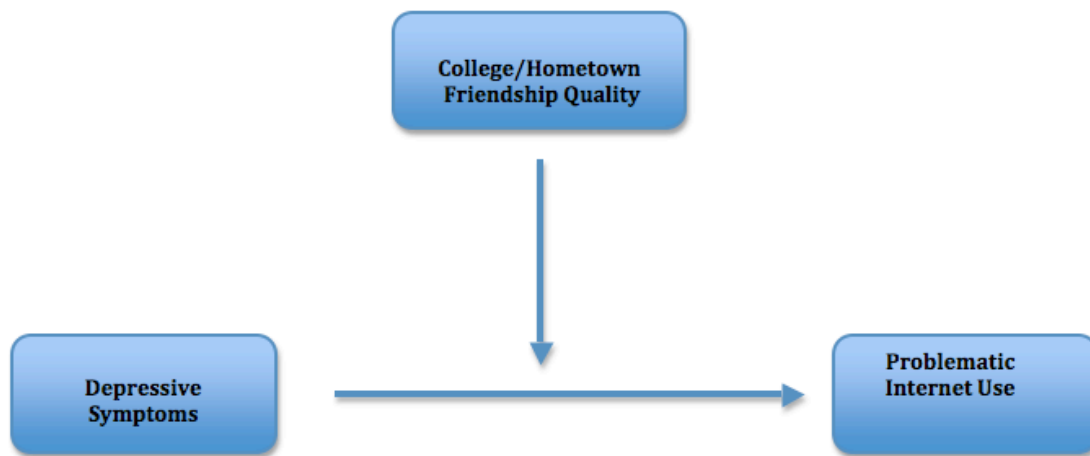 College/Hometown
Friendship Quality
Depressive
Symptoms
Problematic
Internet Use